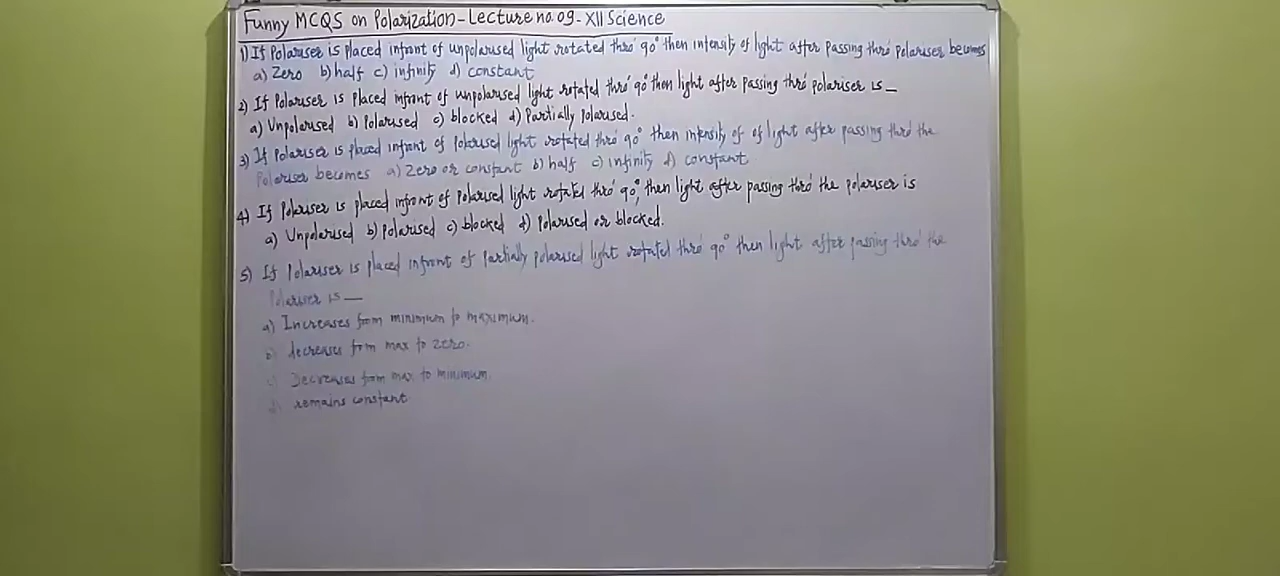 Funny MCQS on Polarization - Lecture no. 09 - XII Science
1) If Polariser is placed infront of unpolarised light rotated thro' 90° then intensity of light after passing thro' Polariser becomes
a) Zero b) half c) infinity d) constant
2) If Polariser is placed infront of unpolarised light rotated thro' 90° then light after passing thro' polariser is _
a) Unpolarised b) Polarised c) blocked d) Partially Polarised.
3) If Polariser is placed infront of Polarised light rotated thro' 90° then intensity of of light after passing thro' the
Polariser becomes a) Zero or constant b) half c) infinity d) constant
4) If Polariser is placed infront of Polarised light rotated thro' 90°, then light after passing thro' the polariser is
a) Unpolarised b) Polarised c) blocked d) Polarised or blocked.
5) If Polariser is placed infront of Partially polarised light rotated thro' 90° then light after passing thro' the
Polariser is —
a) Increases from minimum to maximum.
b) decreases from max to zero.
c) Decreases from max to minimum.
d) remains constant